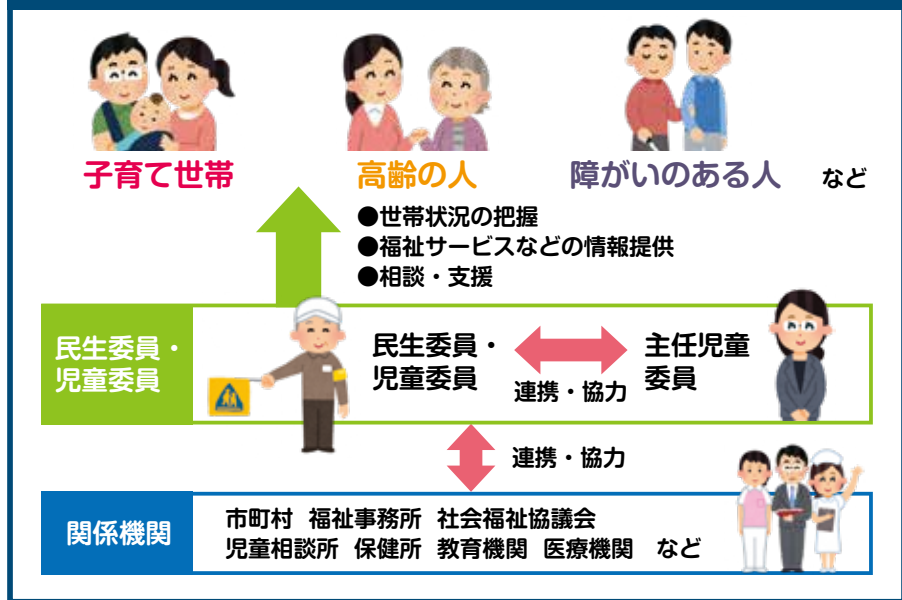 子育て世帯
高齢の人
障がいのある人 など
●世帯状況の把握
●福祉サービスなどの情報提供
●相談・支援
民生委員・
児童委員
民生委員・
児童委員
連携・協力
主任児童
委員
連携・協力
関係機関
市町村 福祉事務所 社会福祉協議会
児童相談所 保健所 教育機関 医療機関 など